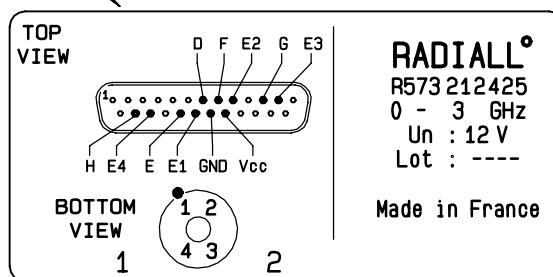 TOP
VIEW
D F E2 G E3
1
H E4 E E1 GND Vcc
BOTTOM
VIEW
1 2
4 3
1 2
RADIALL°
R573 212425
0 - 3 GHz
Un : 12 V
Lot : ----
Made in France